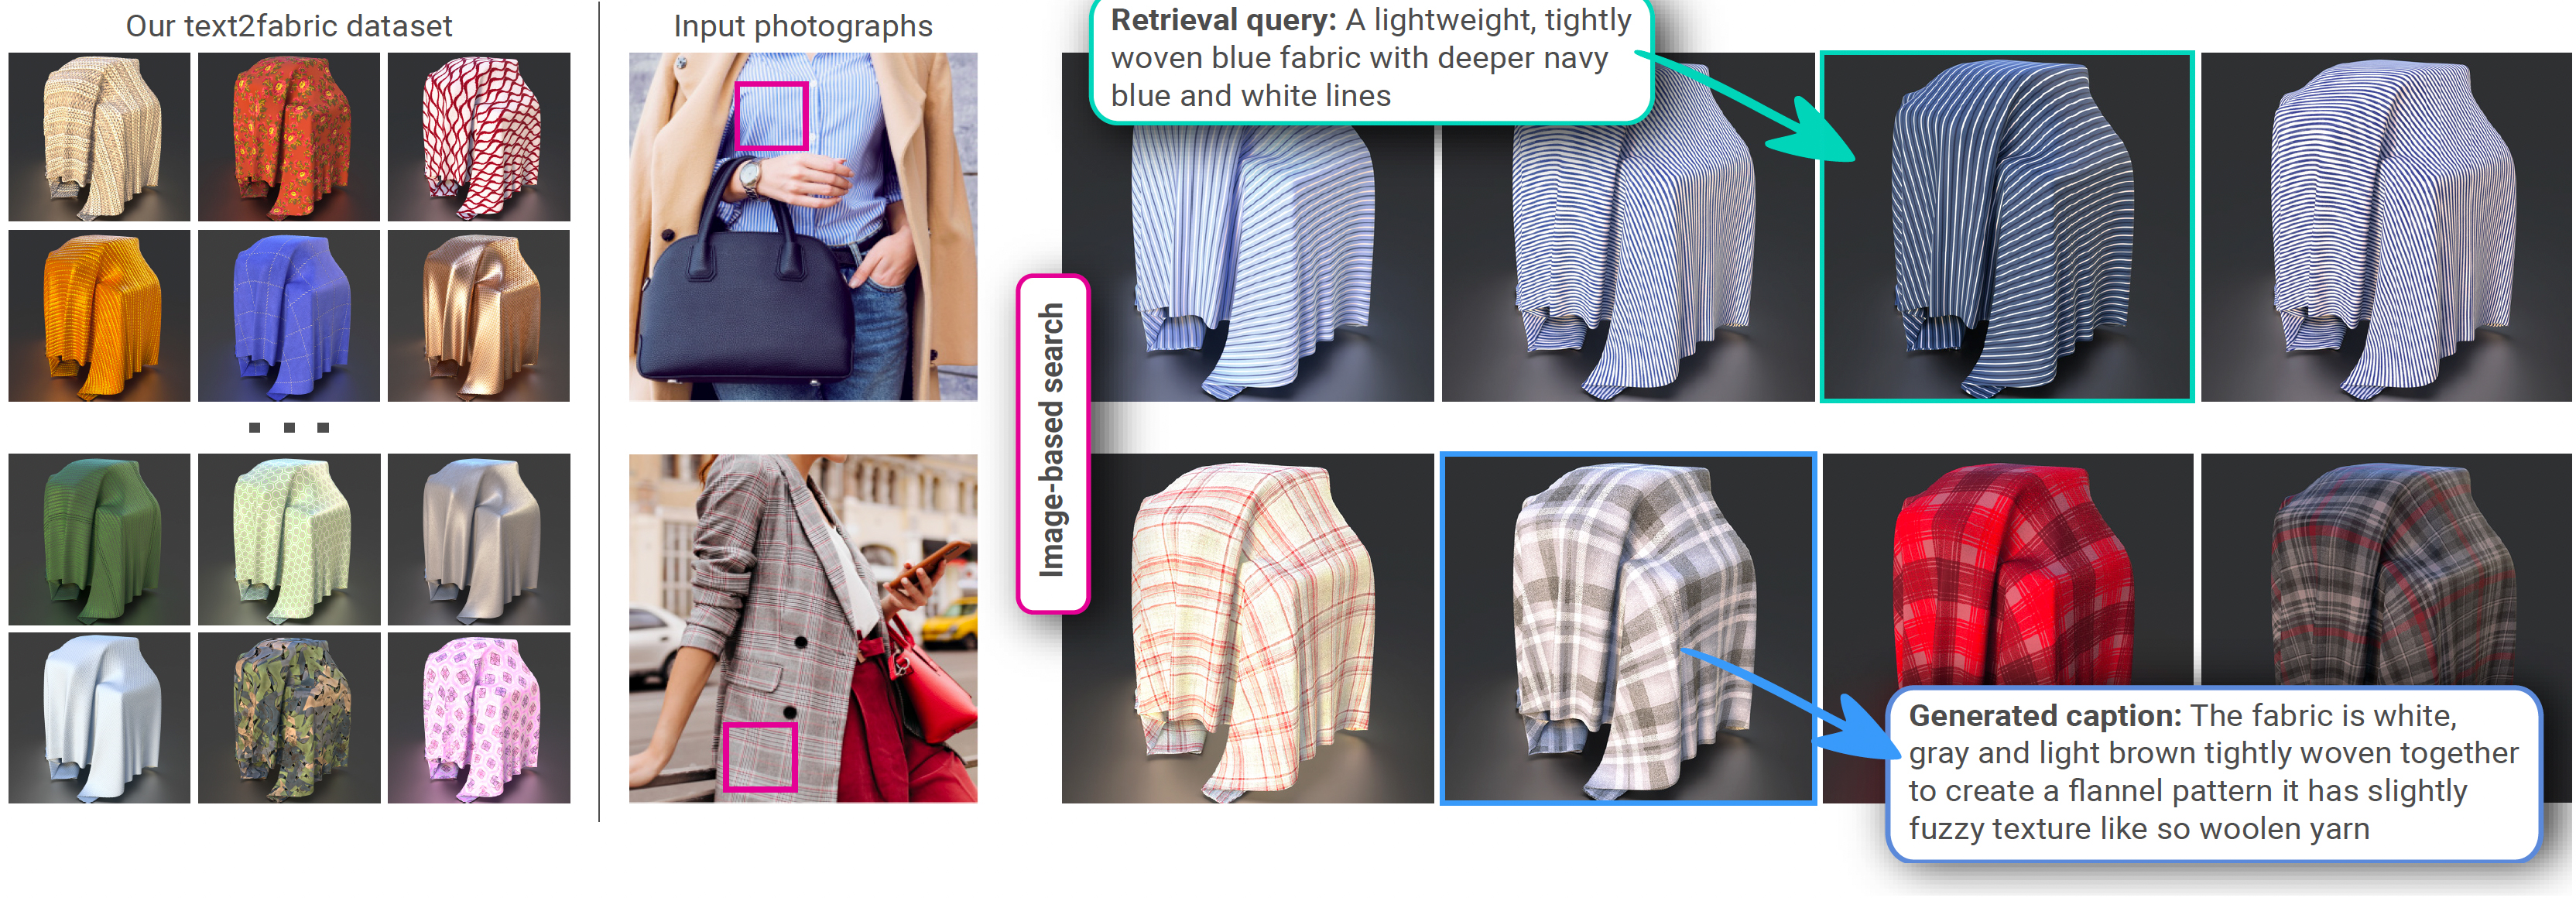 Our text2fabric dataset
Input photographs
Retrieval query: A lightweight, tightly
woven blue fabric with deeper navy
blue and white lines
Image-based search
Generated caption: The fabric is white,
gray and light brown tightly woven together
to create a flannel pattern it has slightly
fuzzy texture like so woolen yarn